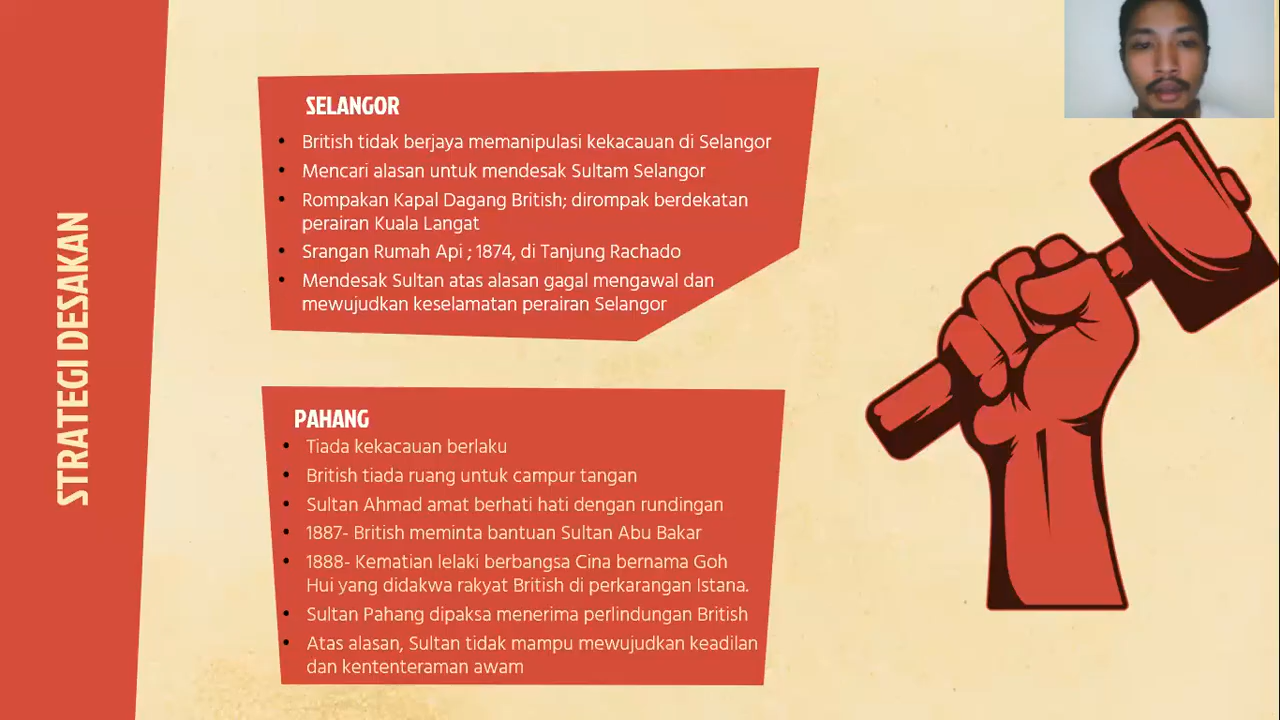 STRATEGI DESAKAN
SELANGOR
• British tidak berjaya memanipulasi kekacauan di Selangor
• Mencari alasan untuk mendesak Sultam Selangor
• Rompakan Kapal Dagang British; dirompak berdekatan
perairan Kuala Langat
• Srangan Rumah Api ; 1874, di Tanjung Rachado
• Mendesak Sultan atas alasan gagal mengawal dan
mewujudkan keselamatan perairan Selangor
PAHANG
• Tiada kekacauan berlaku
• British tiada ruang untuk campur tangan
• Sultan Ahmad amat berhati hati dengan rundingan
• 1887- British meminta bantuan Sultan Abu Bakar
• 1888- Kematian lelaki berbangsa Cina bernama Goh
Hui yang didakwa rakyat British di perkarangan Istana.
• Sultan Pahang dipaksa menerima perlindungan British
• Atas alasan, Sultan tidak mampu mewujudkan keadilan
dan kententeraman awam